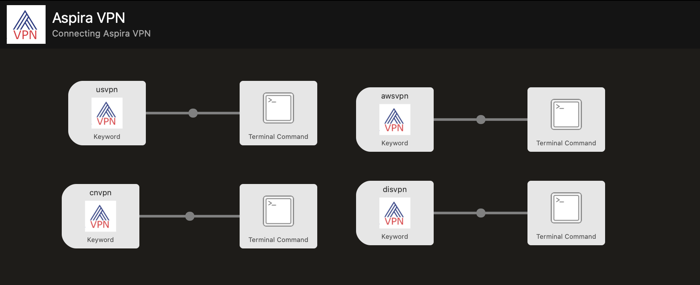 VPN
Aspira VPN
Connecting Aspira VPN
usvpn
VPN
Keyword
>_
Terminal Command
awsvpn
VPN
Keyword
>_
Terminal Command
cnvpn
VPN
Keyword
>_
Terminal Command
disvpn
VPN
Keyword
>_
Terminal Command